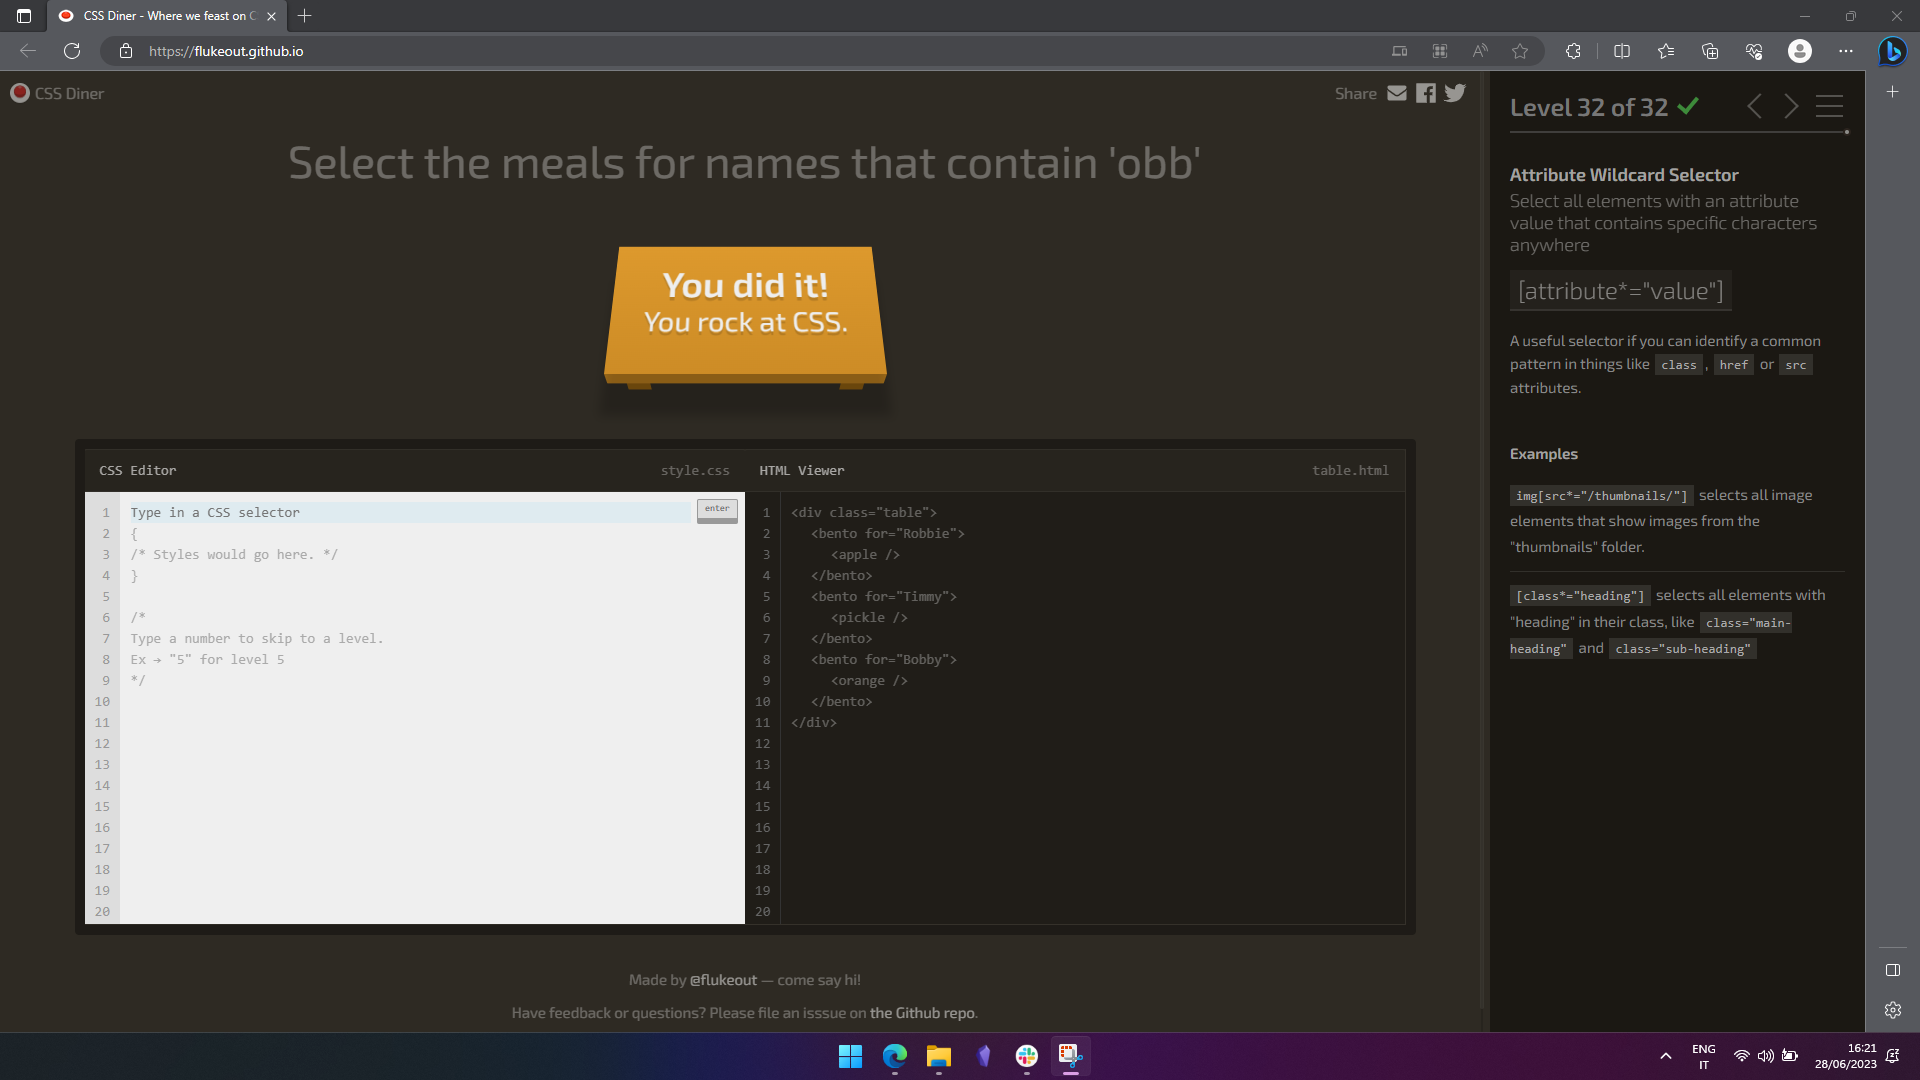 CSS Diner - Where we feast on C
https://flukeout.github.io
CSS Diner
Share
Select the meals for names that contain 'obb'
You did it!
You rock at CSS.
CSS Editor
style.css
HTML Viewer
table.html
1 Type in a CSS selector
enter
2 {
3 /* Styles would go here. */
4 }
5
6 /*
7 Type a number to skip to a level.
8 Ex → "5" for level 5
9 */
10
11
12
13
14
15
16
17
18
19
20
1 <div class="table">
2 <bento for="Robbie">
3 <apple />
4 </bento>
5 <bento for="Timmy">
6 <pickle />
7 </bento>
8 <bento for="Bobby">
9 <orange />
10 </bento>
11 </div>
12
13
14
15
16
17
18
19
20
Made by @flukeout — come say hi!
Have feedback or questions? Please file an isssue on the Github repo.
Level 32 of 32
Attribute Wildcard Selector
Select all elements with an attribute
value that contains specific characters
anywhere
[attribute*="value"]
A useful selector if you can identify a common
pattern in things like class , href or src
attributes.
Examples
img[src*="/thumbnails/"] selects all image
elements that show images from the
"thumbnails" folder.
[class*="heading"] selects all elements with
"heading" in their class, like class="main-
heading" and class="sub-heading"
ENG
IT
16:21
28/06/2023